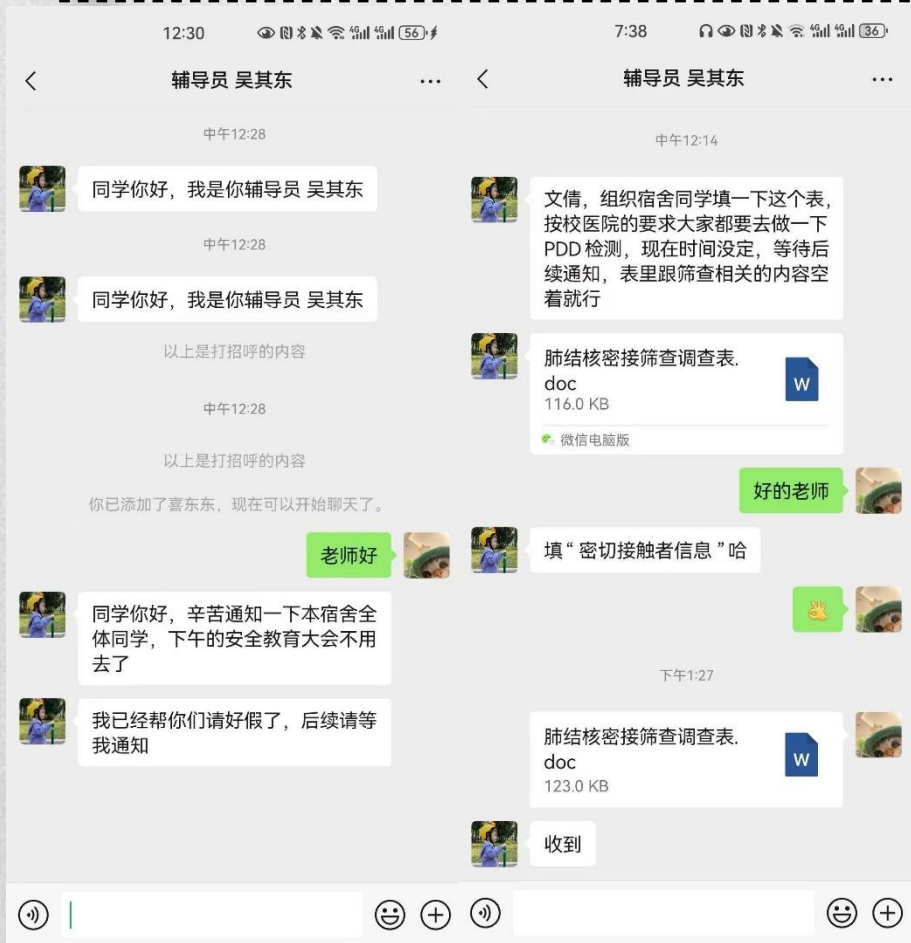 12:30
56
辅导员 吴其东
中午12:28
同学你好，我是你辅导员 吴其东
中午12:28
同学你好，我是你辅导员 吴其东
以上是打招呼的内容
中午12:28
以上是打招呼的内容
你已添加了喜东东，现在可以开始聊天了。
老师好
同学你好，辛苦通知一下本宿舍全
体同学，下午的安全教育大会不用
去了
我已经帮你们请好假了，后续请等
我通知
7:38
36
辅导员 吴其东
中午12:14
文倩，组织宿舍同学填一下这个表，
按校医院的要求大家都要去做一下
PDD 检测，现在时间没定，等待后
续通知，表里跟筛查相关的内容空
着就行
肺结核密接筛查调查表.
doc
W
116.0 KB
微信电脑版
好的老师
填“ 密切接触者信息 ”哈
下午1:27
肺结核密接筛查调查表.
doc
W
123.0 KB
收到